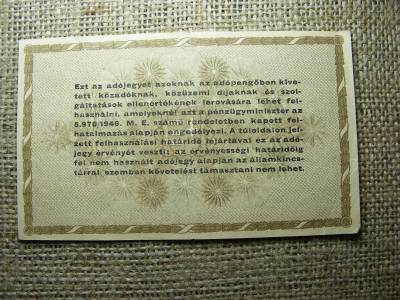 Ezt az adójegyet azoknak az adópengőben kive-
tett közadóknak, közüzemi díjaknak és szol-
gáltatások ellenértékének lerovására lehet fel-
használni, amelyeknél azt a pénzügyminiszter az
5.970/1946. M. E. számú rendeletben kapott fel-
hatalmazás alapján engedélyezi. A túloldalon jel-
zett felhasználási határidő lejártával ez az adó-
jegy érvényét veszti; az érvényességi határidőig
fel nem használt adójegy alapján az államkincs-
tárral szemben követelést támasztani nem lehet.